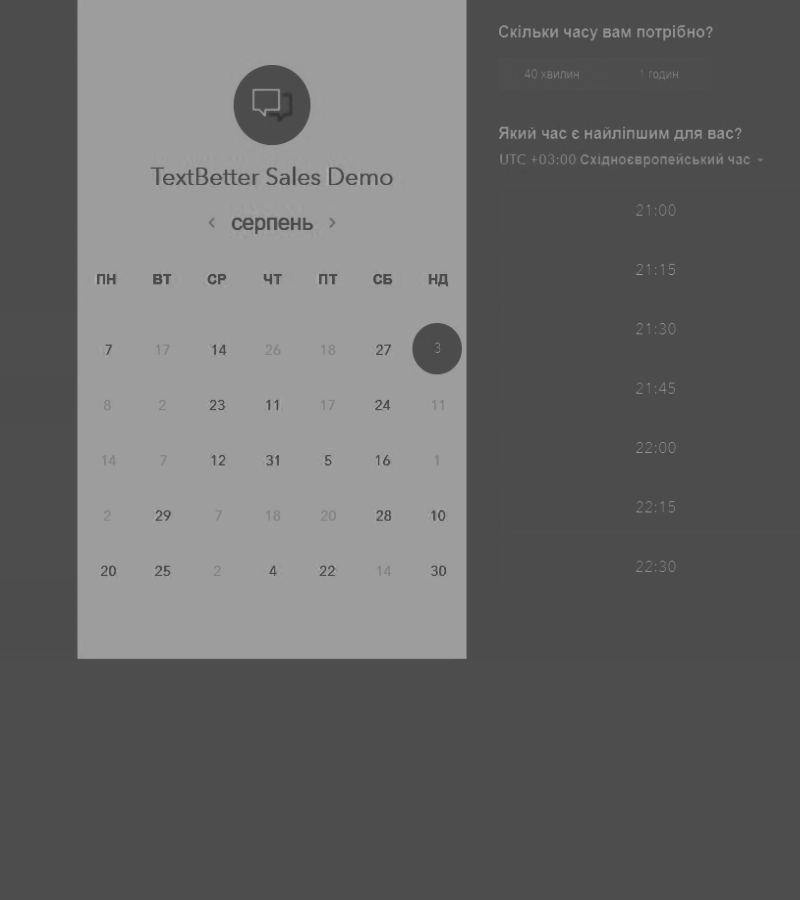 TextBetter Sales Demo
< серпень >
ПН ВТ СР ЧТ ПТ СБ НД
7 17 14 26 18 27 3
8 2 23 11 17 24 11
14 7 12 31 5 16 1
2 29 7 18 20 28 10
20 25 2 4 22 14 30
Скільки часу вам потрібно?
40 хвилин 1 годин
Який час є найліпшим для вас?
UTC +03:00 Східноєвропейський час
21:00
21:15
21:30
21:45
22:00
22:15
22:30